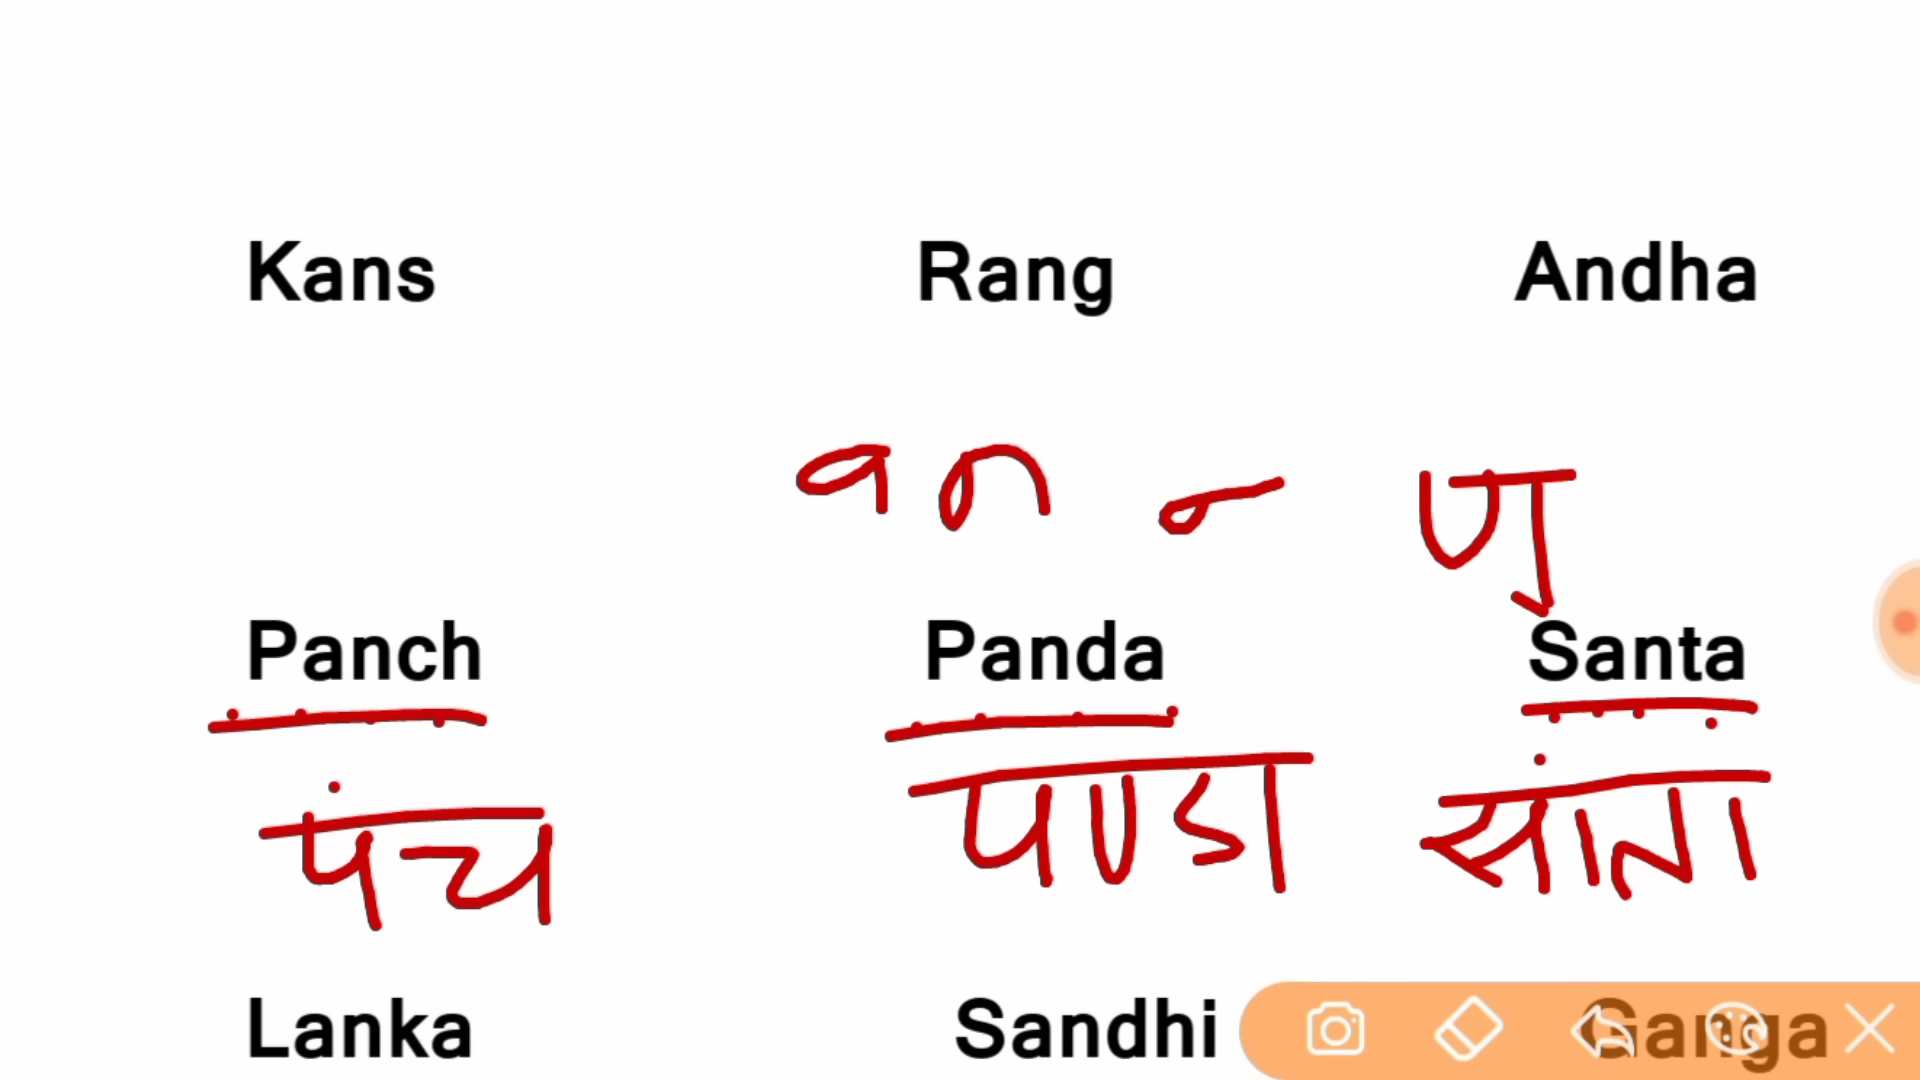 Kans Rang Andha
व न ण्
Panch Panda Santa
पंच पण्डा सांता
Lanka Sandhi Ganga